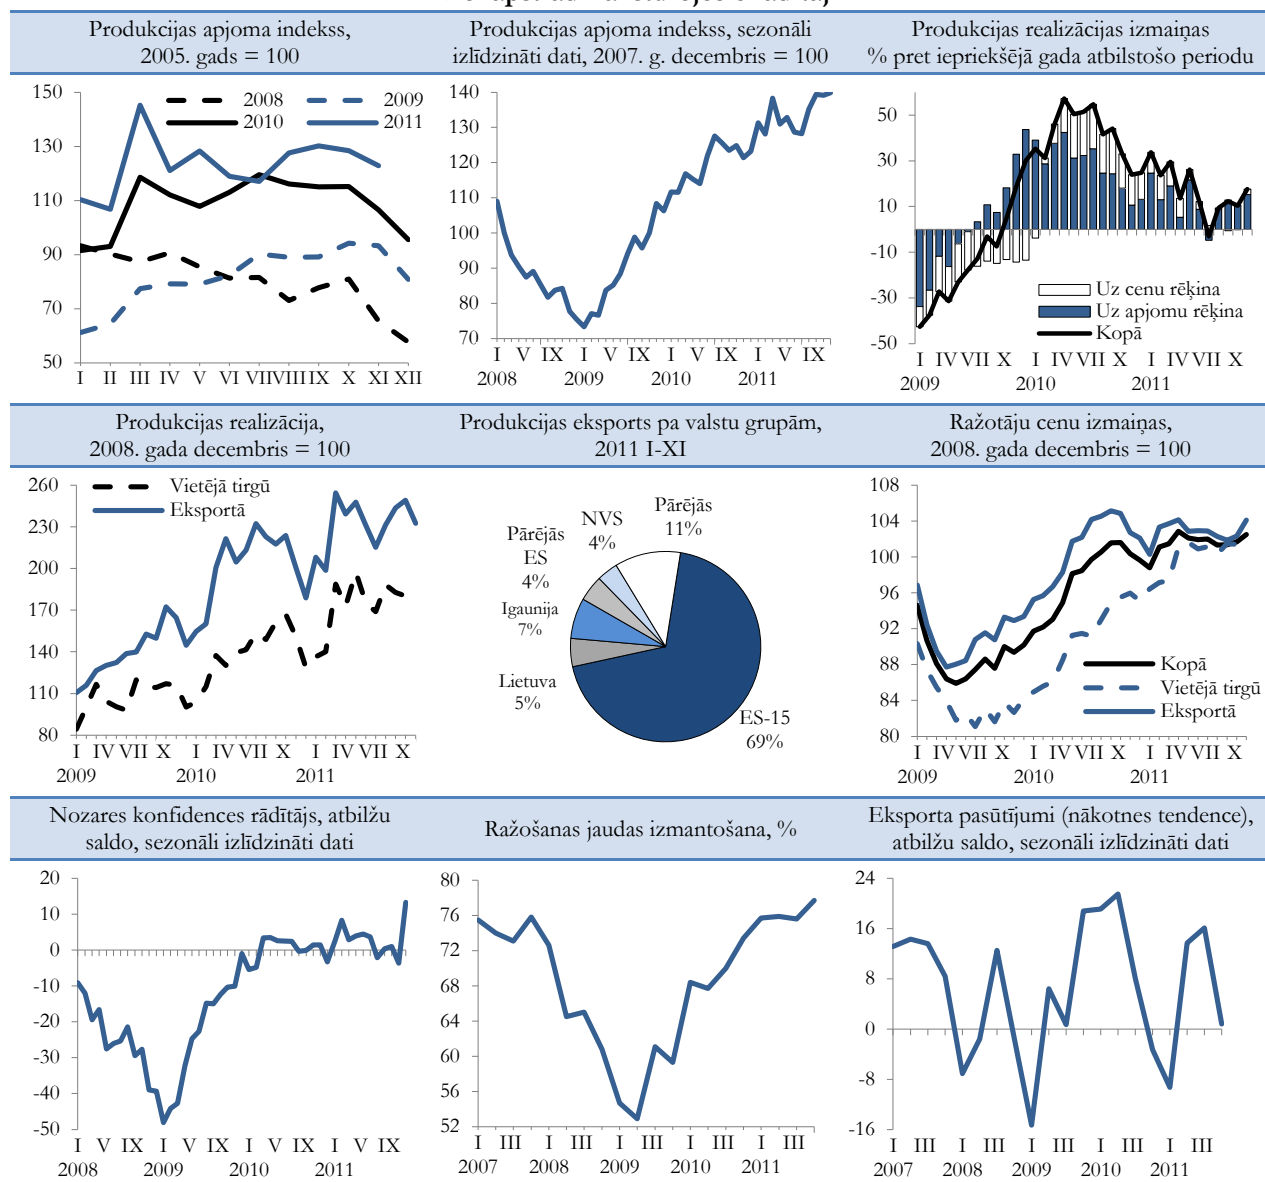 Produkcijas apjoma indekss,
2005. gads = 100
Produkcijas apjoma indekss, sezonāli
izlīdzināti dati, 2007. g. decembris = 100
Produkcijas realizācijas izmaiņas
% pret iepriekšējā gada atbilstošo periodu
150
130
110
90
70
50
2008
2009
2010
2011
I II III IV V VI VII VIII IX X XI XII
140
130
120
110
100
90
80
70
I V IX I V IX I V IX I V IX
2008 2009 2010 2011
50
30
10
-10
-30
-50
Uz cenu rēķina
Uz apjomu rēķina
Kopā
I IV VII X I IV VII X I IV VII X
2009 2010 2011
Produkcijas realizācija,
2008. gada decembris = 100
Produkcijas eksports pa valstu grupām,
2011 I-XI
Ražotāju cenu izmaiņas,
2008. gada decembris = 100
260
230
200
170
140
110
80
Vietējā tirgū
Eksportā
I IV VII X I IV VII X I IV VII X
2009 2010 2011
Pārējās
11%
NVS
4%
Pārējās
ES
4%
Igaunija
7%
Lietuva
5%
ES-15
69%
108
104
100
96
92
88
84
80
Kopā
Vietējā tirgū
Eksportā
I IV VII X I IV VII X I IV VII X
2009 2010 2011
Nozares konfidences rādītājs, atbilžu
saldo, sezonāli izlīdzināti dati
Ražošanas jaudas izmantošana, %
Eksporta pasūtījumi (nākotnes tendence),
atbilžu saldo, sezonāli izlīdzināti dati
20
10
0
-10
-20
-30
-40
-50
I V IX I V IX I V IX I V IX
2008 2009 2010 2011
80
76
72
68
64
60
56
52
I III I III I III I III I III
2007 2008 2009 2010 2011
24
16
8
0
-8
-16
I III I III I III I III I III
2007 2008 2009 2010 2011